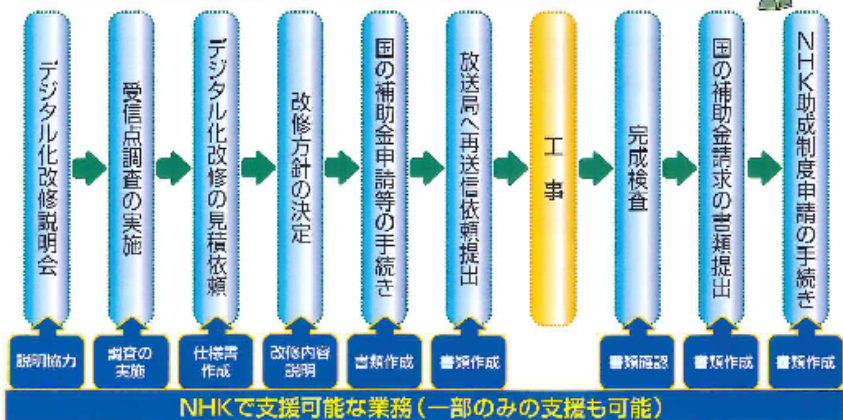 デジタル化改修説明会
受信点調査の実施
デジタル化改修の見積依頼
改修方針の決定
国の補助金申請等の手続き
放送局へ再送信依頼提出
工事
完成検査
国の補助金請求の書類提出
NHK助成制度申請の手続き
説明協力
調査の
実施
仕様書
作成
改修内容
説明
書類作成
書類作成
書類確認
書類作成
書類作成
NHKで支援可能な業務(一部のみの支援も可能)